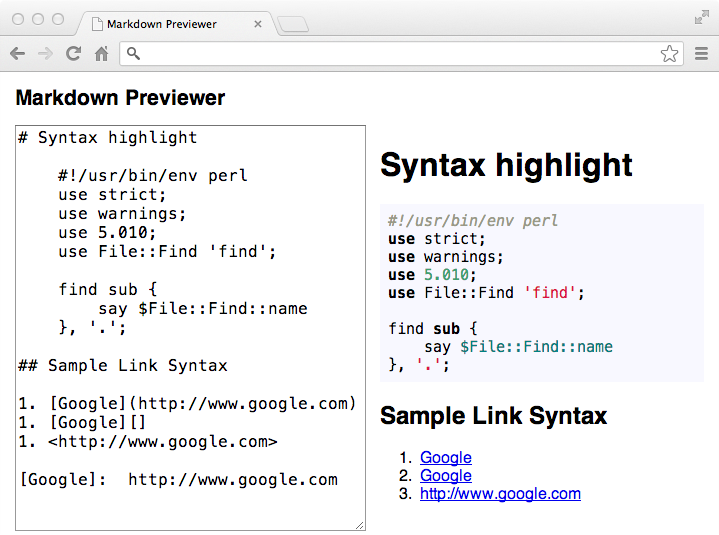 Markdown Previewer
Markdown Previewer
# Syntax highlight
    #!/usr/bin/env perl
    use strict;
    use warnings;
    use 5.010;
    use File::Find 'find';
    find sub {
        say $File::Find::name
    }, '.';
## Sample Link Syntax
1. [Google](http://www.google.com)
1. [Google][]
1. <http://www.google.com>
[Google]:  http://www.google.com
Syntax highlight
#!/usr/bin/env perl
use strict;
use warnings;
use 5.010;
use File::Find 'find';
find sub {
    say $File::Find::name
}, '.';
Sample Link Syntax
1. Google
2. Google
3. http://www.google.com